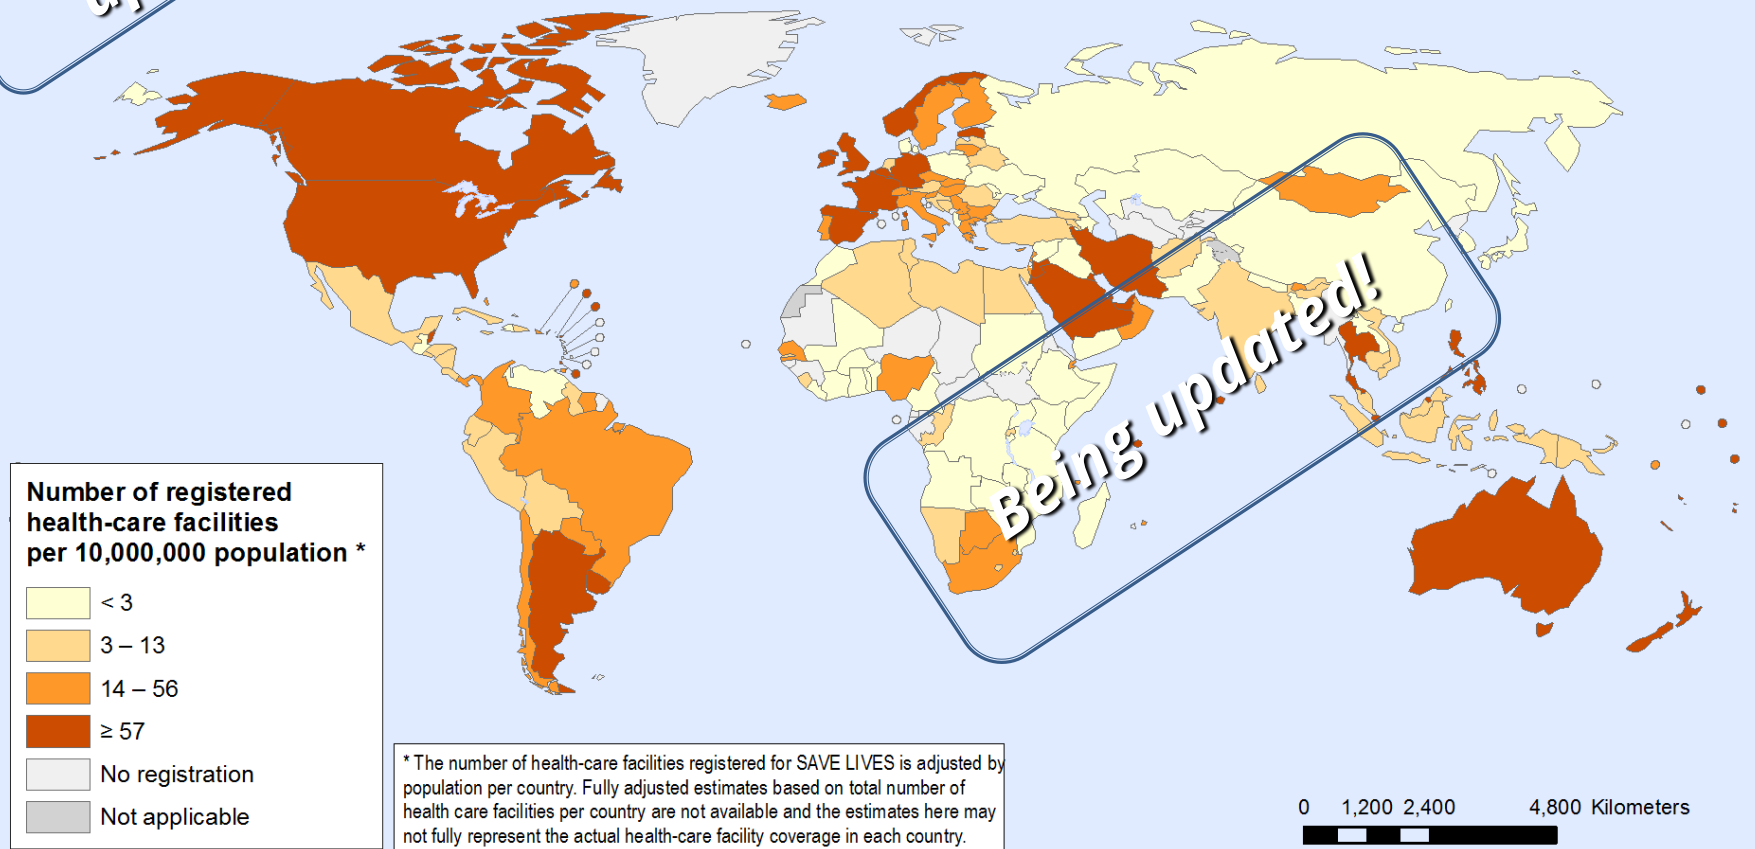 Being updated!
Number of registered
health-care facilities
per 10,000,000 population *
< 3
3 – 13
14 – 56
≥ 57
No registration
Not applicable
* The number of health-care facilities registered for SAVE LIVES is adjusted by
population per country. Fully adjusted estimates based on total number of
health care facilities per country are not available and the estimates here may
not fully represent the actual health-care facility coverage in each country.
0 1,200 2,400 4,800 Kilometers